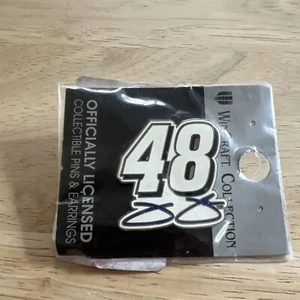 OFFICIALLY LICENSED
COLLECTIBLE PINS & EARRINGS
48
WINCRAFT COLLECTION